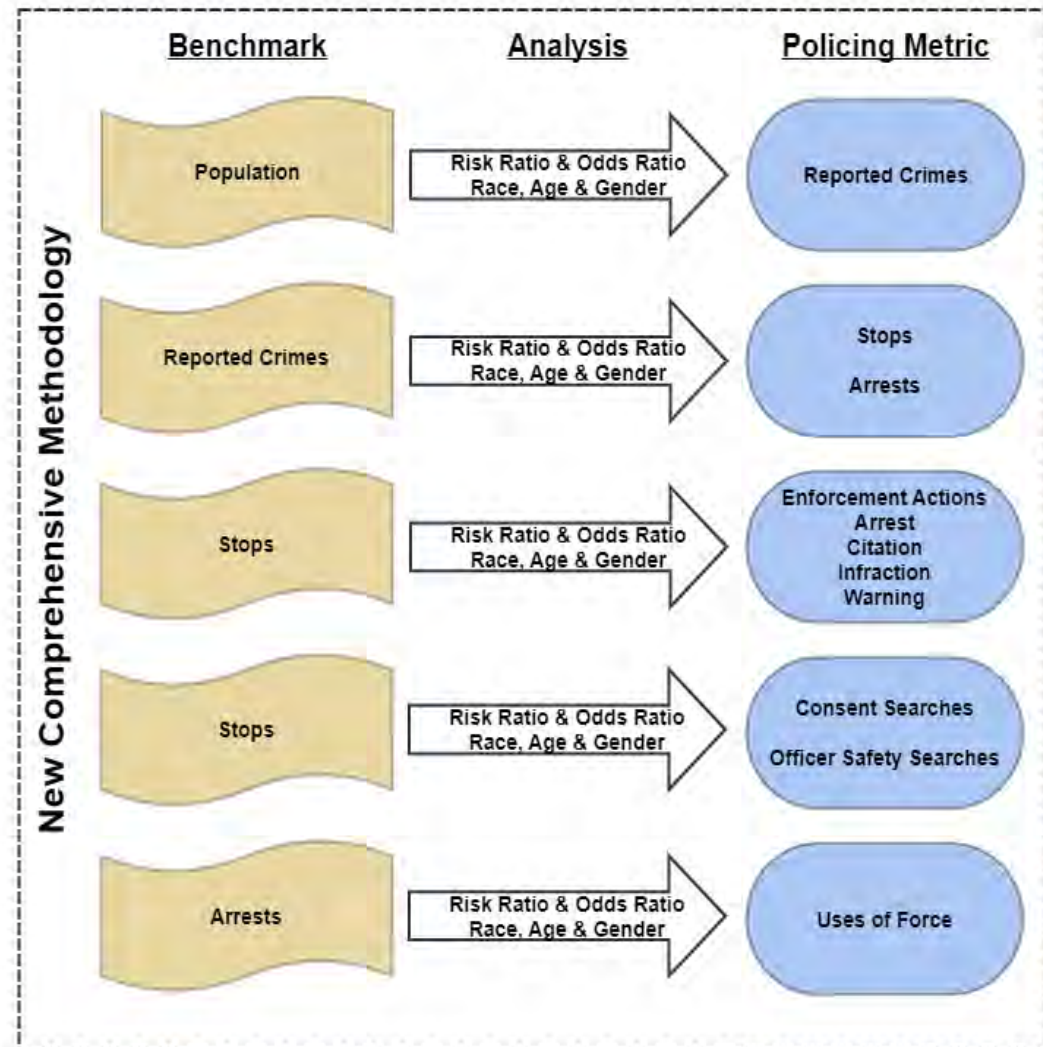 New Comprehensive Methodology
Benchmark
Analysis
Policing Metric
Population
Risk Ratio & Odds Ratio
Race, Age & Gender
Reported Crimes
Reported Crimes
Risk Ratio & Odds Ratio
Race, Age & Gender
Stops
Arrests
Stops
Risk Ratio & Odds Ratio
Race, Age & Gender
Enforcement Actions
Arrest
Citation
Infraction
Warning
Stops
Risk Ratio & Odds Ratio
Race, Age & Gender
Consent Searches
Officer Safety Searches
Arrests
Risk Ratio & Odds Ratio
Race, Age & Gender
Uses of Force